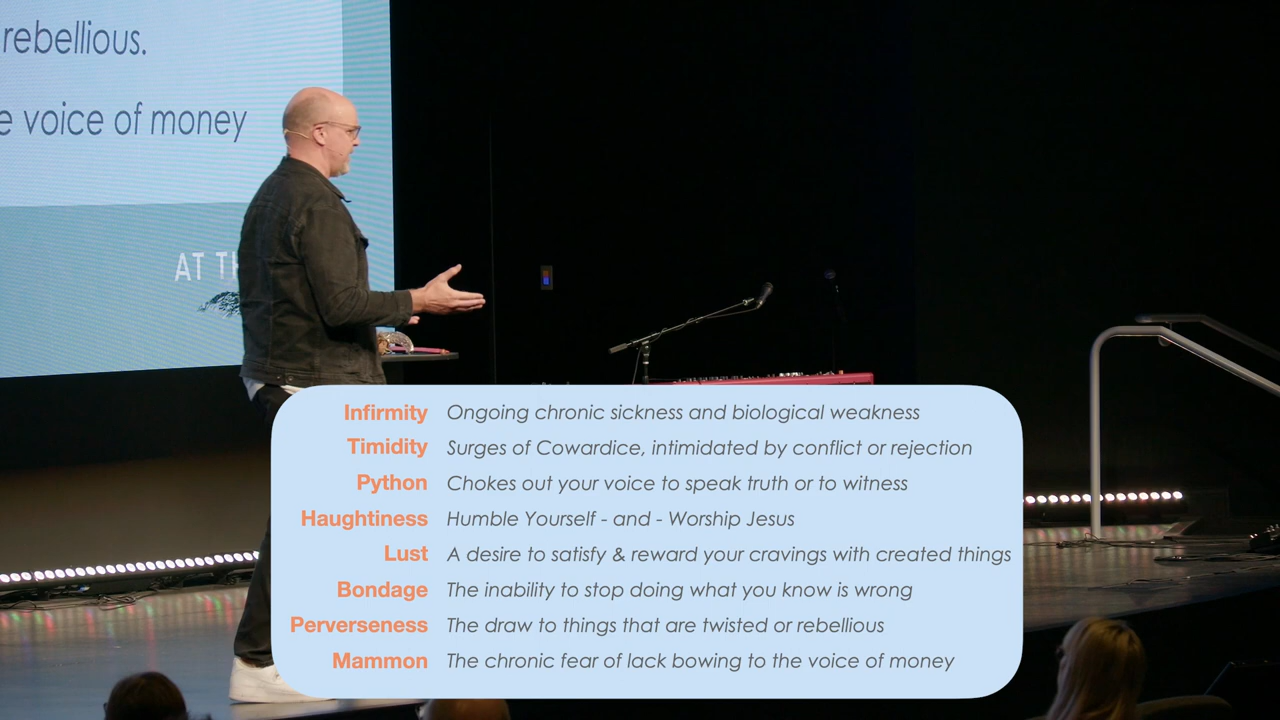 rebellious.
e voice of money
AT TH
Infirmity Ongoing chronic sickness and biological weakness
Timidity Surges of Cowardice, intimidated by conflict or rejection
Python Chokes out your voice to speak truth or to witness
Haughtiness Humble Yourself - and - Worship Jesus
Lust A desire to satisfy & reward your cravings with created things
Bondage The inability to stop doing what you know is wrong
Perverseness The draw to things that are twisted or rebellious
Mammon The chronic fear of lack bowing to the voice of money